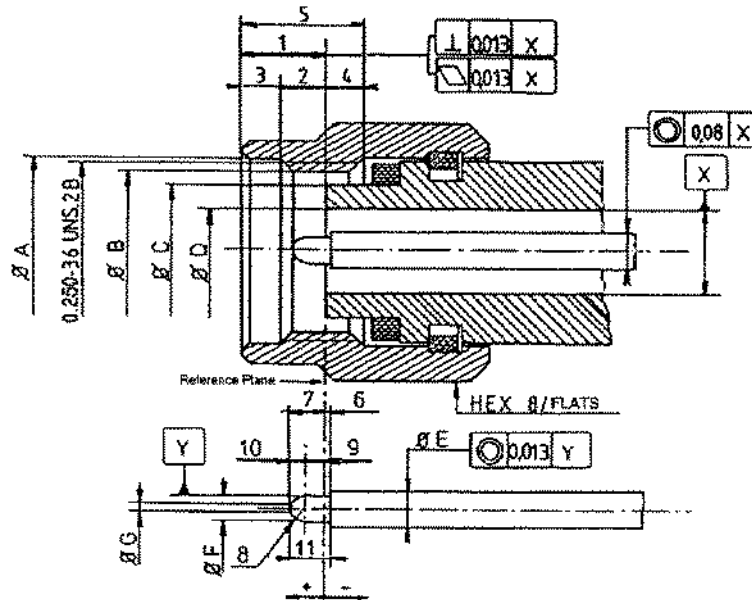 5
1
3 2 4
⊥ 0,013 X
▱ 0,013 X
◎ 0,08 X
X
Ø A
0.250-36 UNS.2B
Ø B
Ø C
Ø D
Reference Plane
HEX 8/FLATS
7 6
10 9
Y
Ø E
◎ 0,013 Y
Ø G
Ø F
8
11
+ -